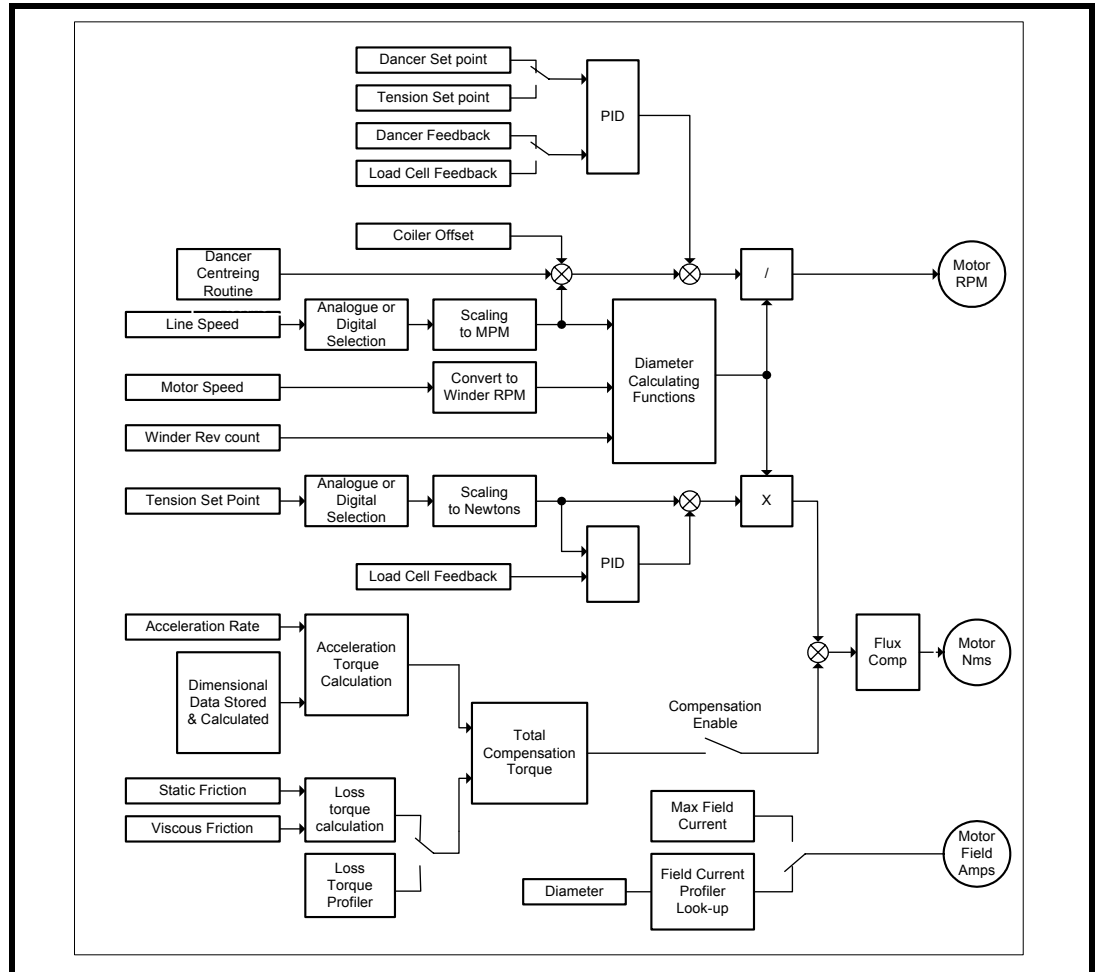 Dancer Set point
Tension Set point
Dancer Feedback
Load Cell Feedback
PID
Coiler Offset
Dancer
Centreing
Routine
/
Motor
RPM
Line Speed
Analogue or
Digital
Selection
Scaling
to MPM
Motor Speed
Convert to
Winder RPM
Diameter
Calculating
Functions
Winder Rev count
Tension Set Point
Analogue or
Digital
Selection
Scaling
to Newtons
X
PID
Load Cell Feedback
Acceleration Rate
Acceleration
Torque
Calculation
Dimensional
Data Stored
& Calculated
Flux
Comp
Motor
Nms
Compensation
Enable
Total
Compensation
Torque
Static Friction
Viscous Friction
Loss
torque
calculation
Loss
Torque
Profiler
Max Field
Current
Diameter
Field Current
Profiler
Look-up
Motor
Field
Amps